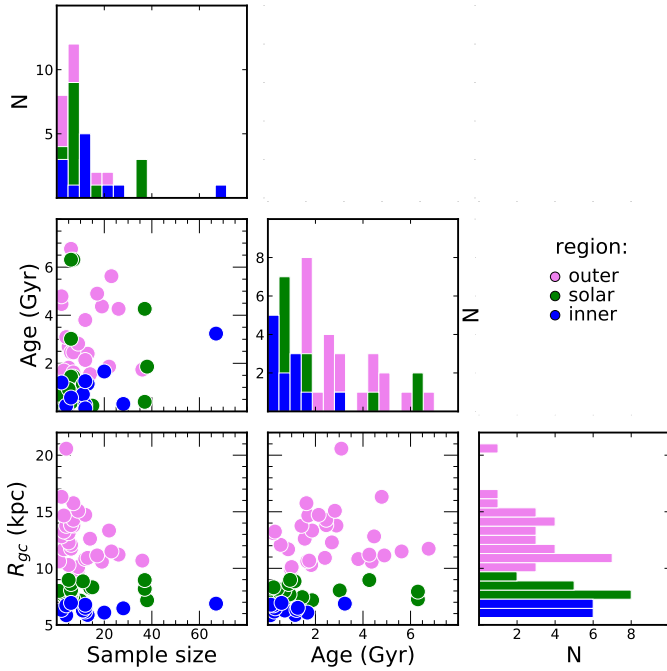 10
5
N
6
4
2
Age (Gyr)
8
6
4
2
N
region:
outer
solar
inner
20
15
10
5
R_gc (kpc)
20 40 60
2 4 6
2 4 6 8
Sample size
Age (Gyr)
N